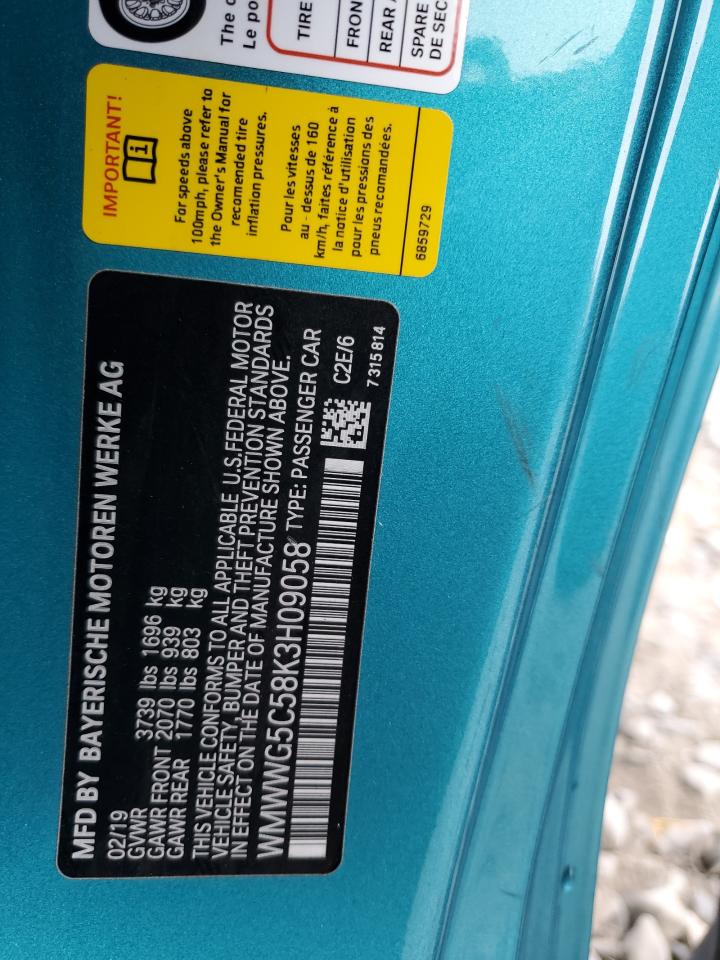 The
Le
TIRE
REAR
SPARE
DE
IMPORTANT!
For speeds above
100mph, please refer to
the Owner's Manual for
recomended tire
inflation pressures.
Pour les vitesses
au - dessus de 160
km/h, faites référence à
la notice d'utilisation
pour les pressions des
pneus recomandées.
6859729
MFD BY BAYERISCHE MOTOREN WERKE AG
02/19
GVWR 3739 lbs 1696 kg
GAWR FRONT 2070 lbs 939 kg
GAWR REAR 1770 lbs 803 kg
THIS VEHICLE CONFORMS TO ALL APPLICABLE U.S.FEDERAL MOTOR
VEHICLE SAFETY, BUMPER AND THEFT PREVENTION STANDARDS
IN EFFECT ON THE DATE OF MANUFACTURE SHOWN ABOVE.
WMWWG5C58K3H09058 TYPE: PASSENGER CAR
C2E/6
7315814